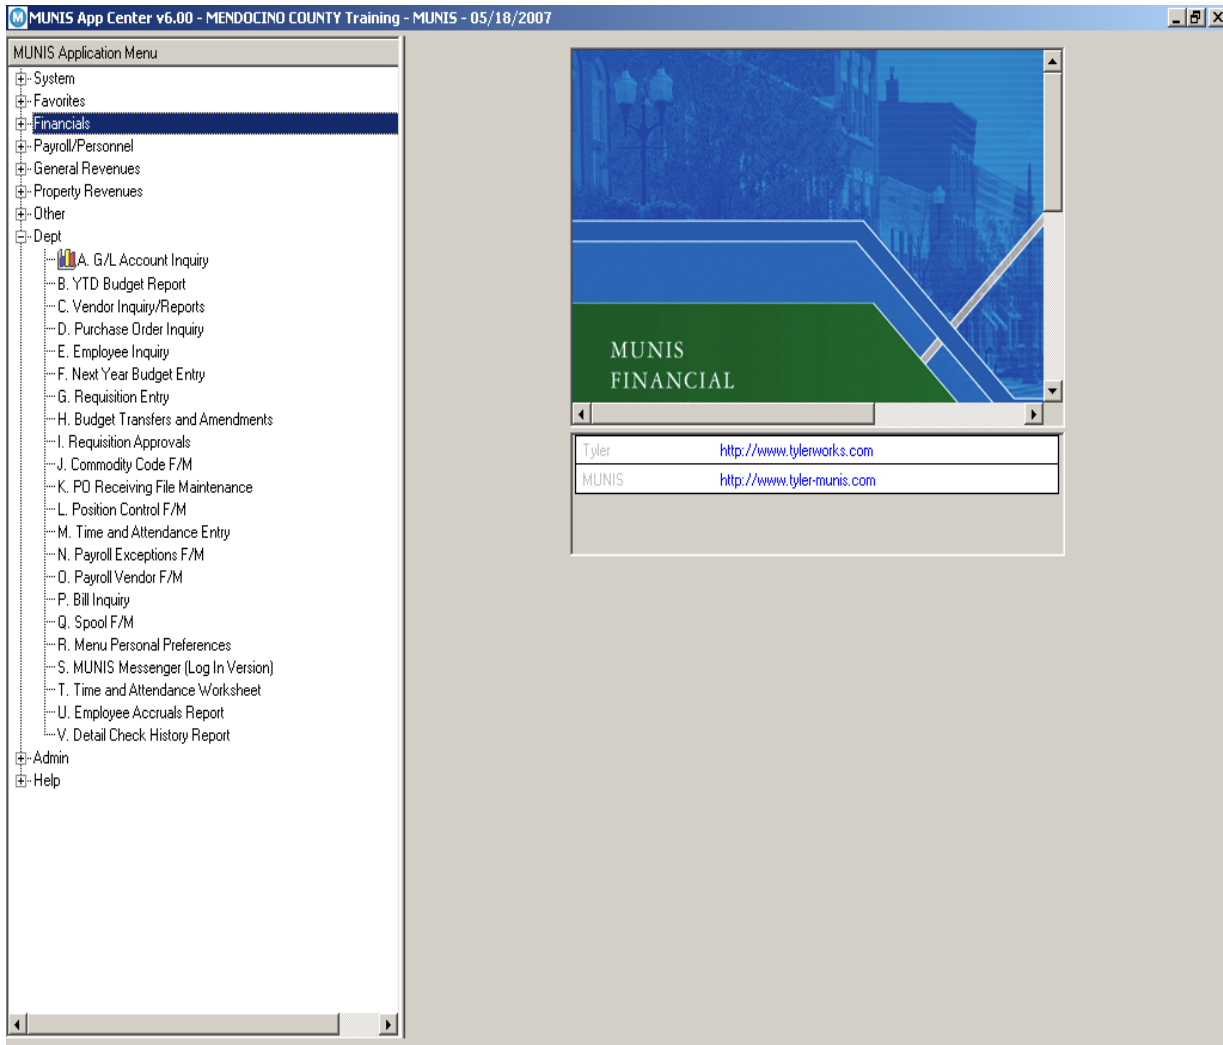 MUNIS App Center v6.00 - MENDOCINO COUNTY Training - MUNIS - 05/18/2007
MUNIS Application Menu
System
Favorites
Financials
Payroll/Personnel
General Revenues
Property Revenues
Other
Dept
A. G/L Account Inquiry
B. YTD Budget Report
C. Vendor Inquiry/Reports
D. Purchase Order Inquiry
E. Employee Inquiry
F. Next Year Budget Entry
G. Requisition Entry
H. Budget Transfers and Amendments
I. Requisition Approvals
J. Commodity Code F/M
K. PO Receiving File Maintenance
L. Position Control F/M
M. Time and Attendance Entry
N. Payroll Exceptions F/M
O. Payroll Vendor F/M
P. Bill Inquiry
Q. Spool F/M
R. Menu Personal Preferences
S. MUNIS Messenger (Log In Version)
T. Time and Attendance Worksheet
U. Employee Accruals Report
V. Detail Check History Report
Admin
Help
MUNIS
FINANCIAL
Tyler http://www.tylerworks.com
MUNIS http://www.tyler-munis.com